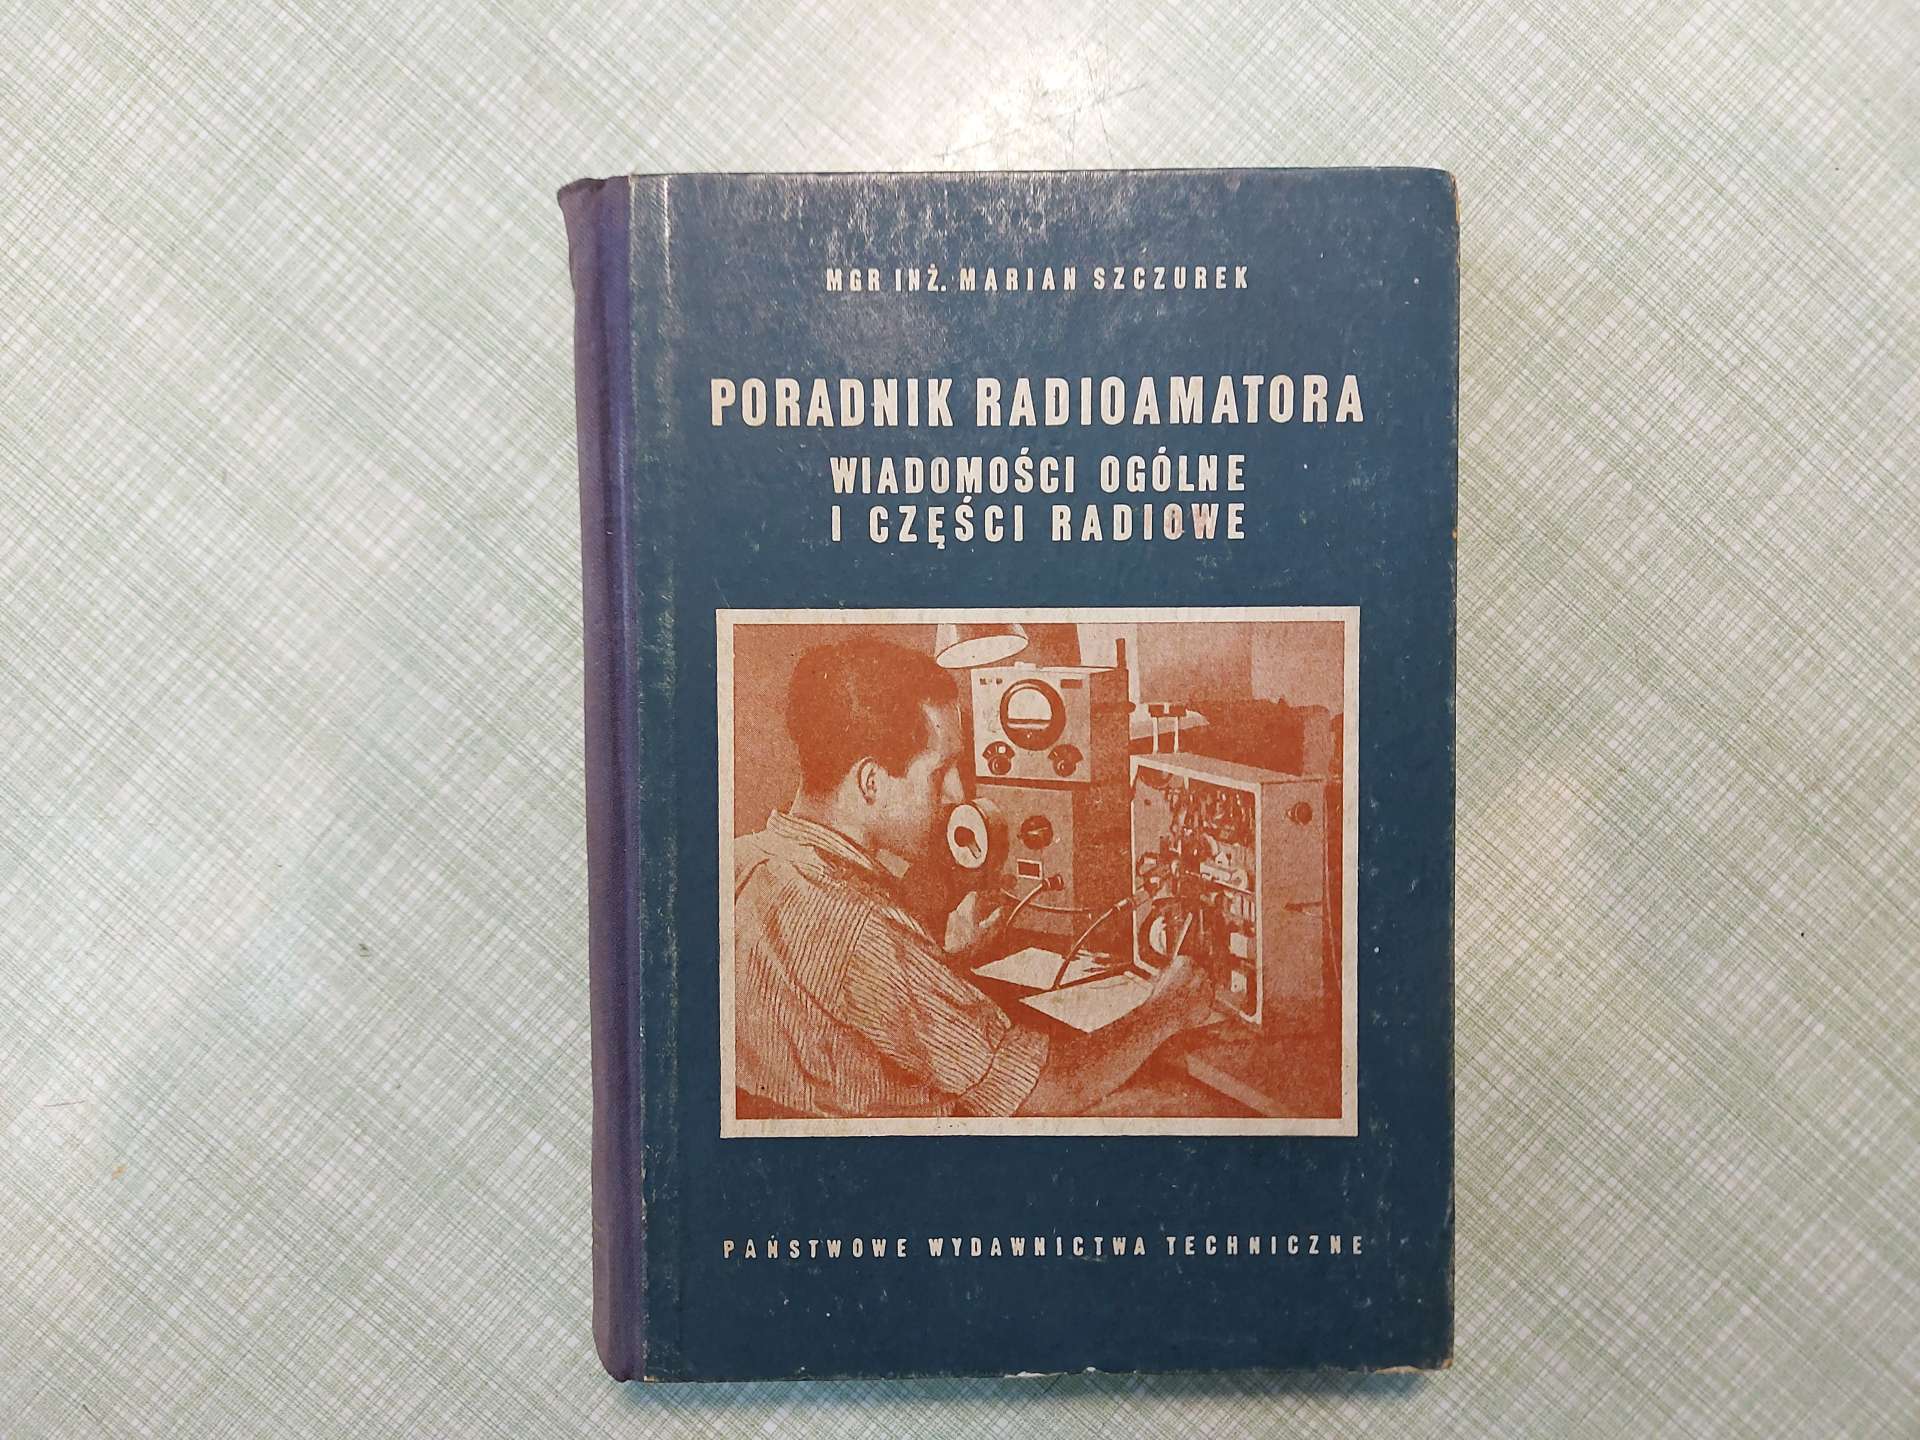 MGR INŻ. MARIAN SZCZUREK
PORADNIK RADIOAMATORA
WIADOMOŚCI OGÓLNE
I CZĘŚCI RADIOWE
PAŃSTWOWE WYDAWNICTWA TECHNICZNE